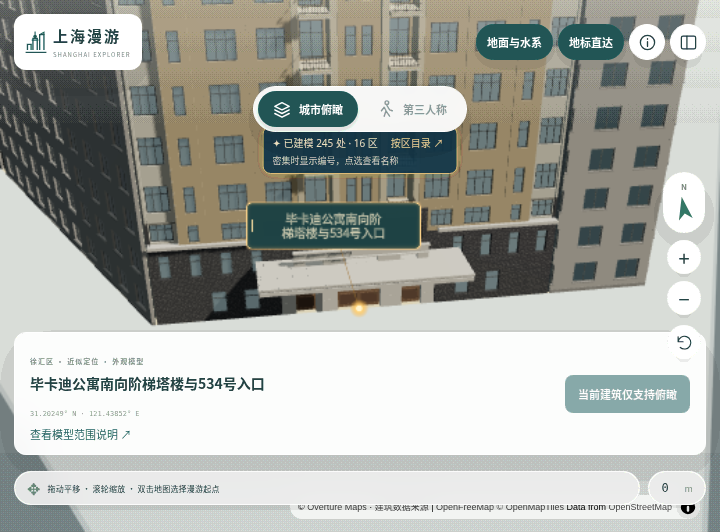 上海漫游
SHANGHAI EXPLORER
地面与水系
地标直达
城市俯瞰
第三人称
✦ 已建模 245 处 · 16 区 按区目录 ↗
密集时显示编号，点选查看名称
毕卡迪公寓南向阶
梯塔楼与534号入口
N
+
−
徐汇区 · 近似定位 · 外观模型
毕卡迪公寓南向阶梯塔楼与534号入口
31.20249° N · 121.43852° E
查看模型范围说明 ↗
当前建筑仅支持俯瞰
拖动平移 · 滚轮缩放 · 双击地图选择漫游起点
0 m
© Overture Maps · 建筑数据来源 | OpenFreeMap © OpenMapTiles Data from OpenStreetMap